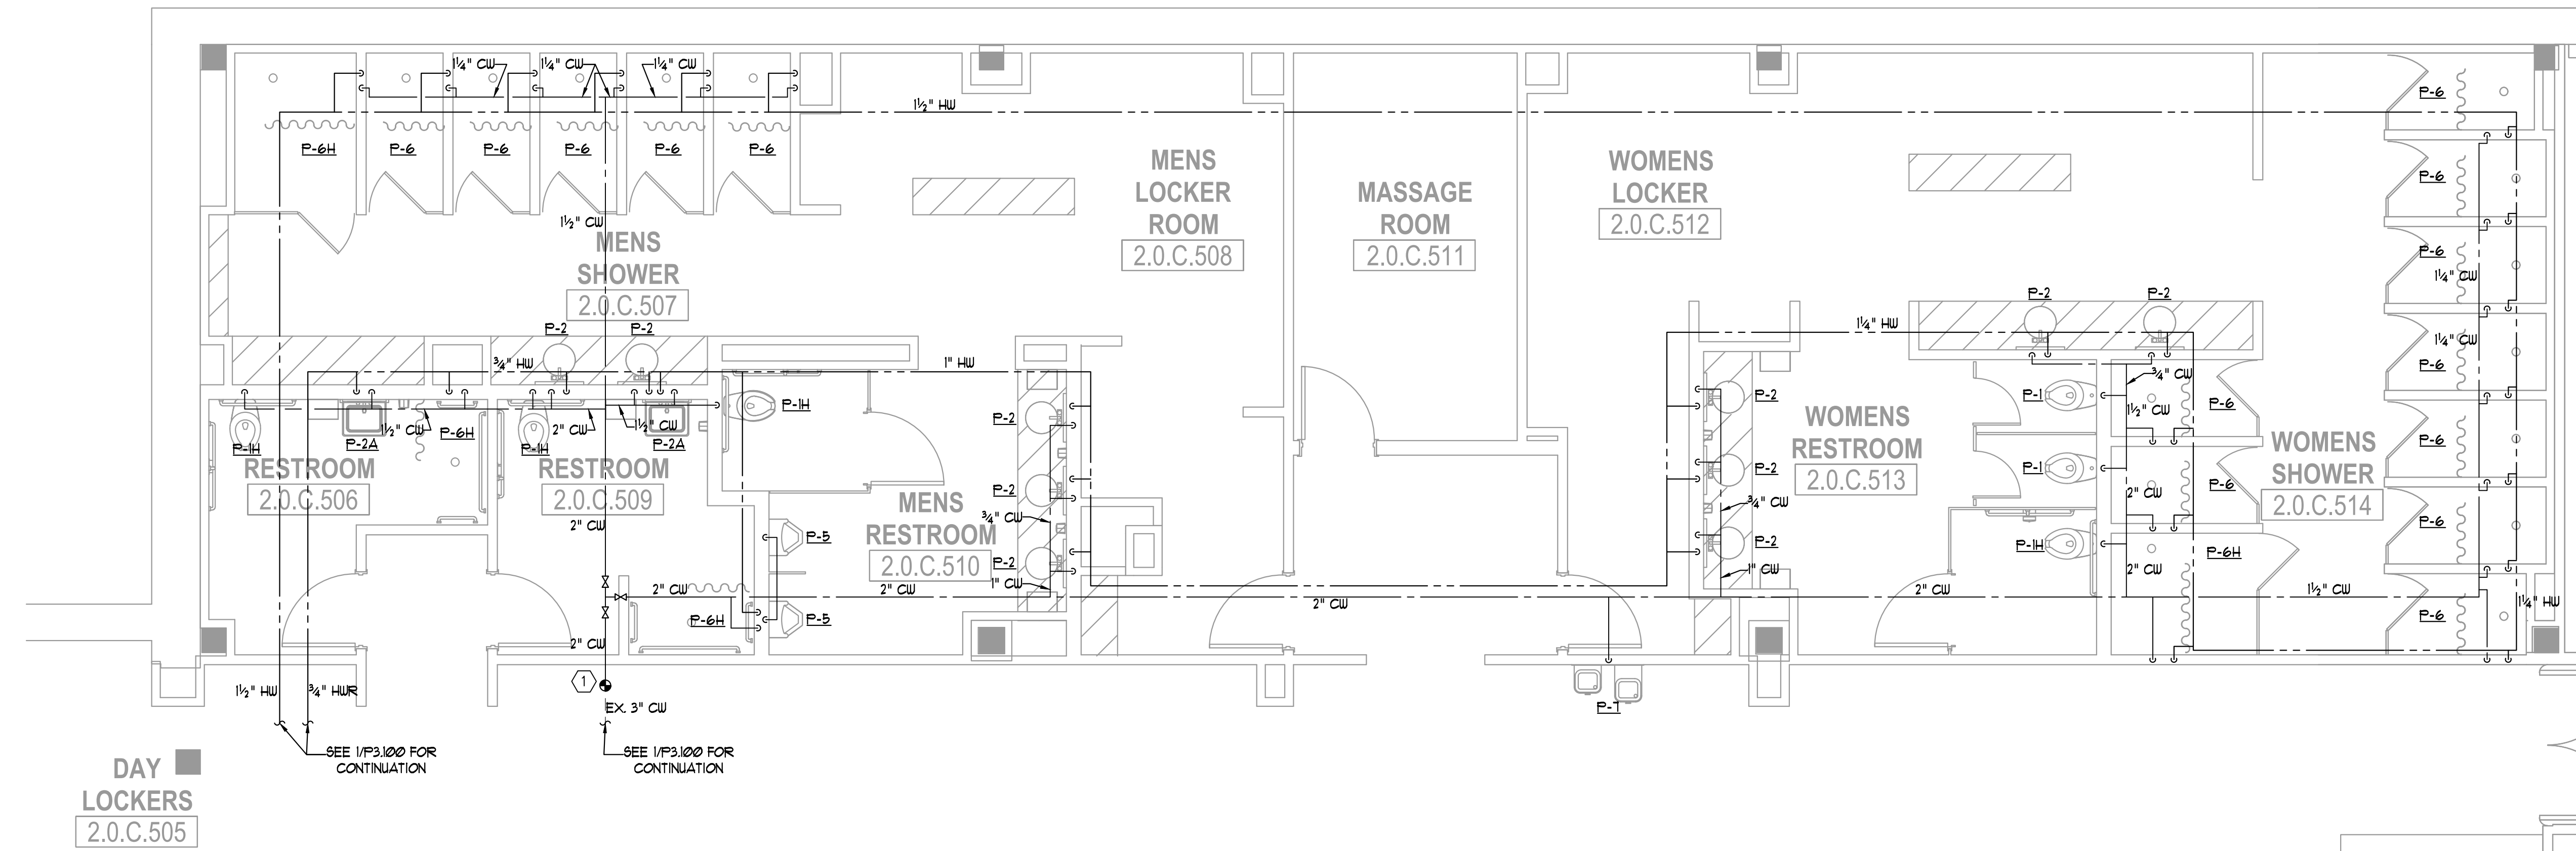 1¼" CW
1¼" CW
1¼" CW
1½" HW
P-6H
P-6
P-6
P-6
P-6
P-6
P-6
P-6
P-6
P-6
P-6
P-6
P-6
1¼" CW
1¼" CW
1½" CW
MENS
SHOWER
2.0.C.507
MENS
LOCKER
ROOM
2.0.C.508
MASSAGE
ROOM
2.0.C.511
WOMENS
LOCKER
2.0.C.512
P-2
P-2
P-2
P-2
¾" HW
1" HW
1¼" HW
P-1H
P-2A
1½" CW
P-6H
P-1H
2" CW
1½" CW
P-2A
P-1H
RESTROOM
2.0.C.506
RESTROOM
2.0.C.509
2" CW
MENS
RESTROOM
2.0.C.510
P-5
P-5
P-2
P-2
¾" CW
P-2
1" CW
2" CW
2" CW
P-6H
2" CW
2" CW
P-2
P-2
¾" CW
P-2
1" CW
WOMENS
RESTROOM
2.0.C.513
P-1
P-1
P-1H
¾" CW
1½" CW
2" CW
2" CW
P-6
P-6
P-6H
WOMENS
SHOWER
2.0.C.514
2" CW
1½" CW
1¼" HW
P-7
1½" HW
¾" HWR
1
EX. 3" CW
SEE 1/P3.100 FOR
CONTINUATION
SEE 1/P3.100 FOR
CONTINUATION
DAY
LOCKERS
2.0.C.505